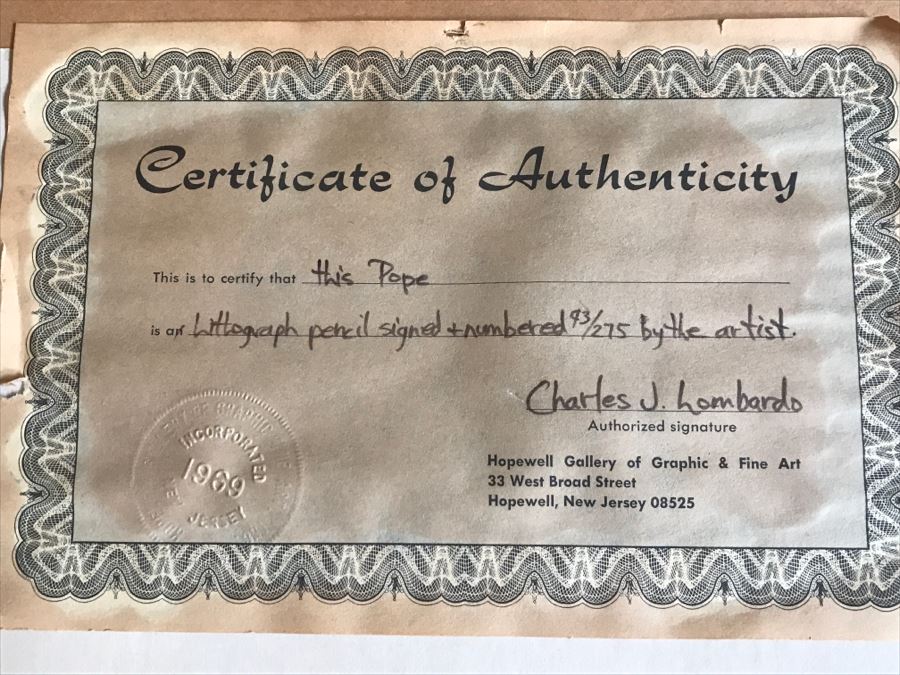 Certificate of Authenticity
This is to certify that this Pope
is an Lithograph pencil signed + numbered 93/275 by the artist.
Charles J. Lombardo
Authorized signature
Hopewell Gallery of Graphic & Fine Art
33 West Broad Street
Hopewell, New Jersey 08525
INCORPORATED
1969
JERSEY